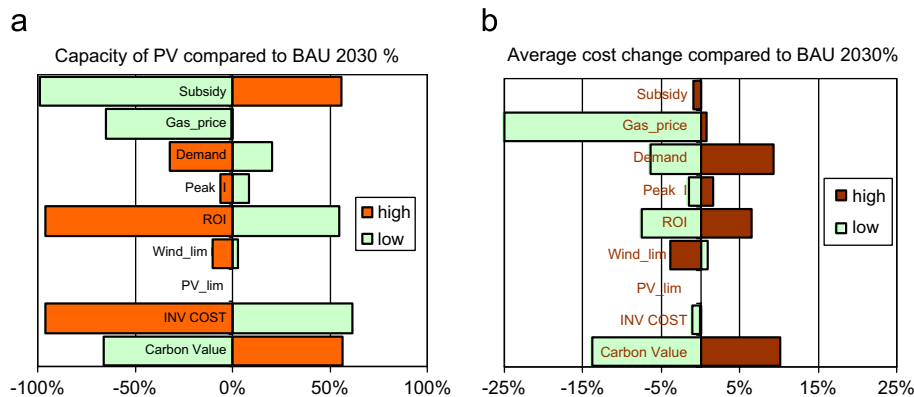 a
Capacity of PV compared to BAU 2030 %
Subsidy
Gas_price
Demand
Peak I
ROI
Wind_lim
PV_lim
INV COST
Carbon Value
high
low
-100% -50% 0% 50% 100%
b
Average cost change compared to BAU 2030%
Subsidy
Gas_price
Demand
Peak I
ROI
Wind_lim
PV_lim
INV COST
Carbon Value
high
low
-25% -15% -5% 5% 15% 25%